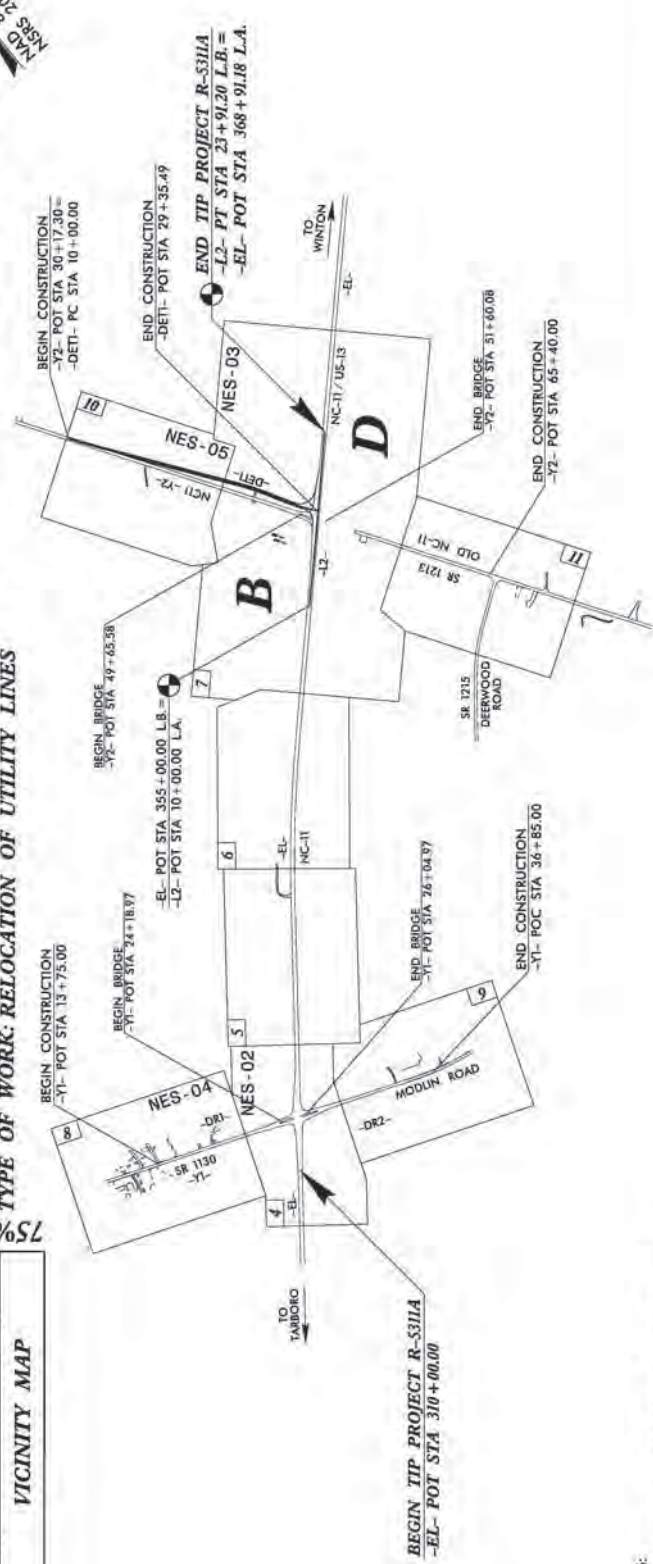 VICINITY MAP
75%
TYPE OF WORK: RELOCATION OF UTILITY LINES
NAD
NSRS 20
BEGIN CONSTRUCTION
-Y1- POT STA 13+75.00
BEGIN BRIDGE
-Y1- POT STA 24+18.97
BEGIN BRIDGE
-Y2- POT STA 49+65.58
-EL- POT STA 355+00.00 L.B.=
-L2- POT STA 10+00.00 L.A.
BEGIN CONSTRUCTION
-Y2- POT STA 30+17.30=
-DET1- PC STA 10+00.00
END CONSTRUCTION
-DET1- POT STA 29+35.49
END TIP PROJECT R-5311A
-L2- PT STA 23+91.20 L.B.=
-EL- POT STA 368+91.18 L.A.
8
NES-04
SR 1130
-Y1-
-DR1-
NES-02
4
-EL-
5
6
-EL-
NC-11
7
B
-L2-
10
NES-05
NC11 -Y2-
-DET1-
NES-03
D
NC-11 / US-13
-EL-
TO
WINTON
TO
TARBORO
-DR2-
MODLIN ROAD
9
END BRIDGE
-Y1- POT STA 26+04.97
END CONSTRUCTION
-Y1- POC STA 36+85.00
BEGIN TIP PROJECT R-5311A
-EL- POT STA 310+00.00
END BRIDGE
-Y2- POT STA 51+60.08
END CONSTRUCTION
-Y2- POT STA 65+40.00
SR 1213
OLD NC-11
11
SR 1215
DEERWOOD
ROAD